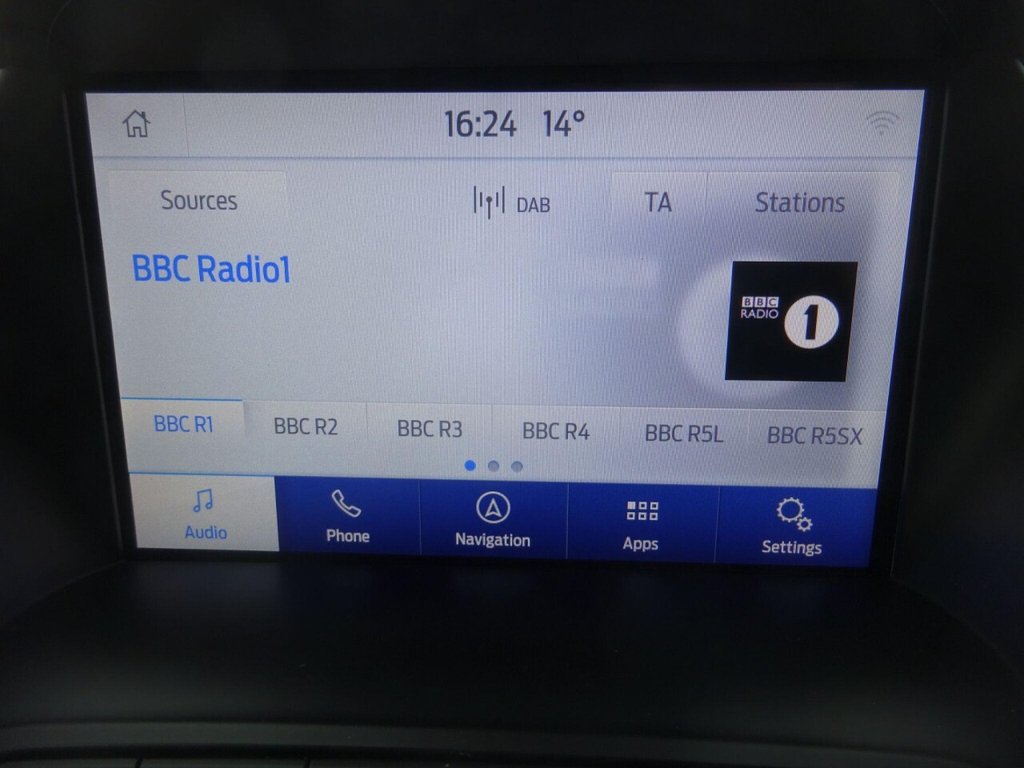 16:24 14°
Sources DAB TA Stations
BBC Radio1
BBC
RADIO 1
BBC R1 BBC R2 BBC R3 BBC R4 BBC R5L BBC R5SX
Audio Phone Navigation Apps Settings